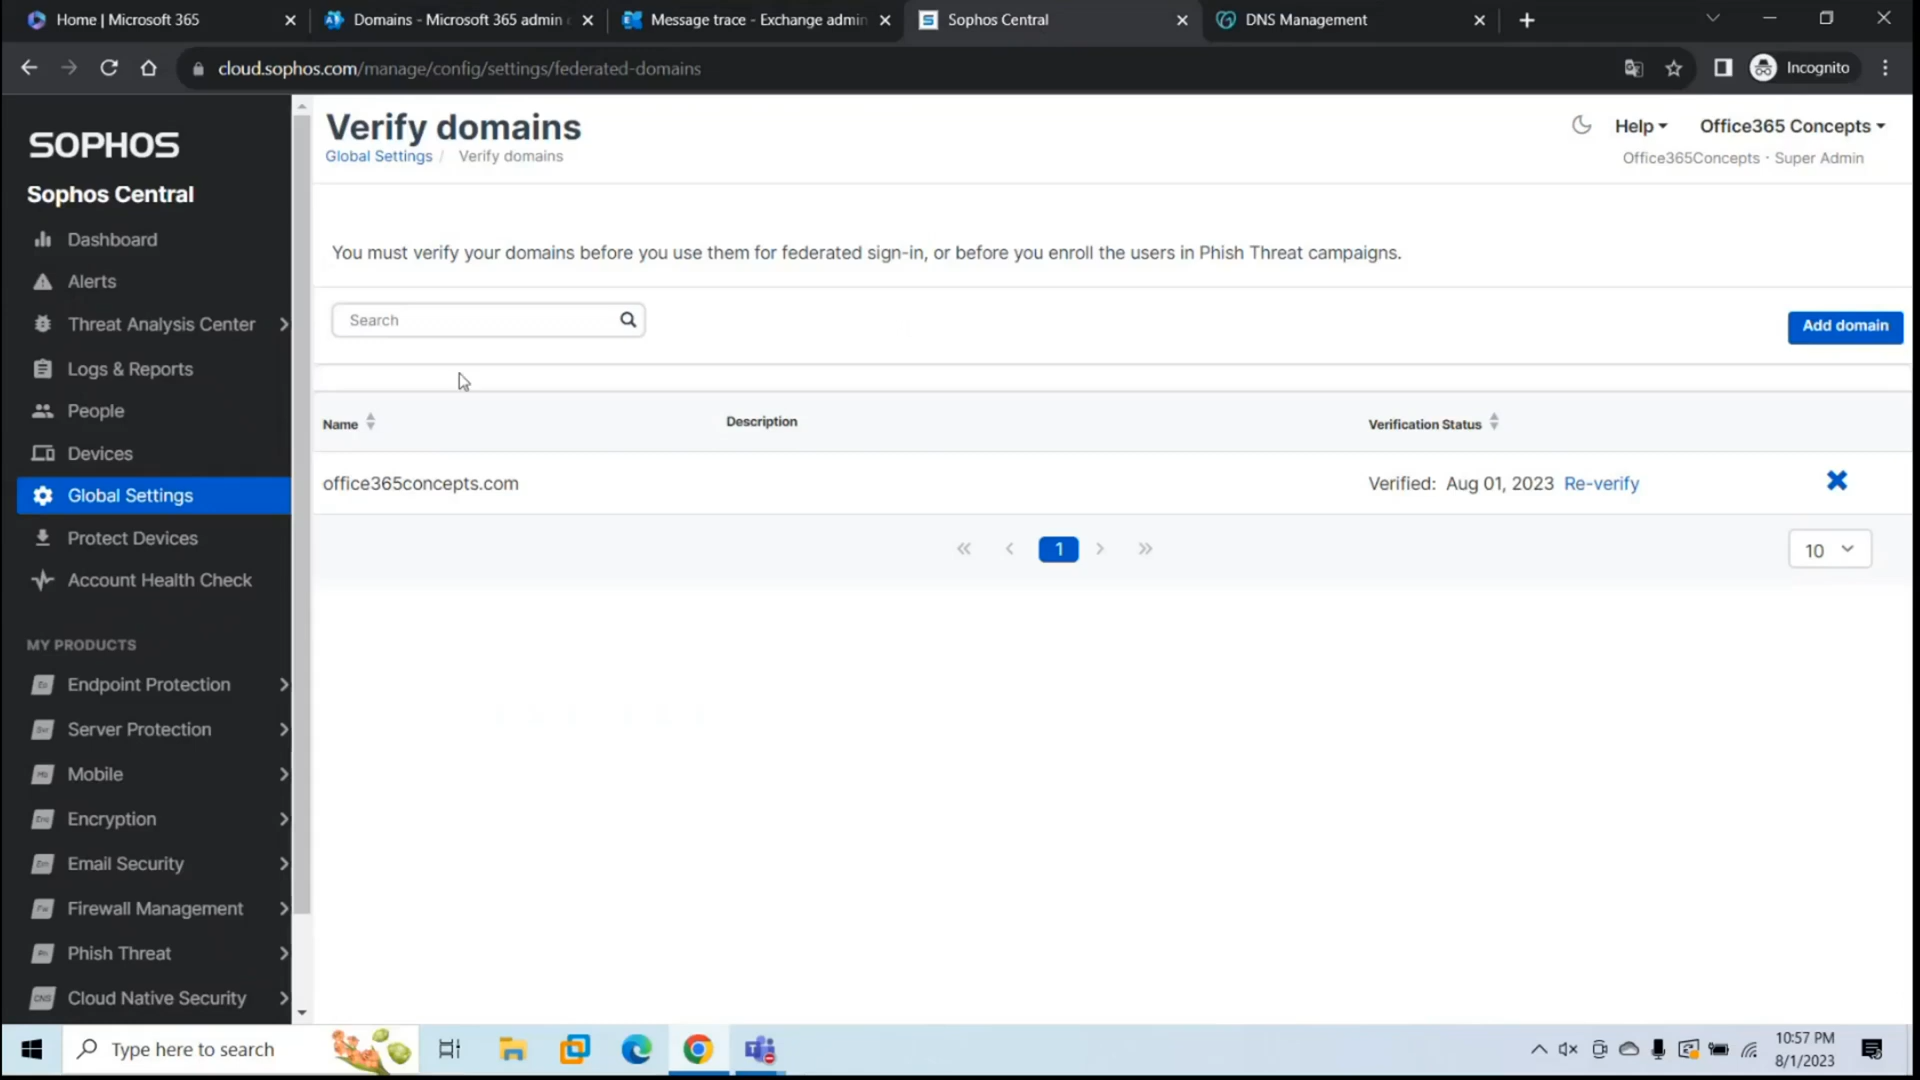 Home | Microsoft 365
Domains - Microsoft 365 admin c
Message trace - Exchange admin
Sophos Central
DNS Management
cloud.sophos.com/manage/config/settings/federated-domains
Incognito
SOPHOS
Sophos Central
Dashboard
Alerts
Threat Analysis Center
Logs & Reports
People
Devices
Global Settings
Protect Devices
Account Health Check
MY PRODUCTS
Endpoint Protection
Server Protection
Mobile
Encryption
Email Security
Firewall Management
Phish Threat
Cloud Native Security
Verify domains
Global Settings / Verify domains
Help
Office365 Concepts
Office365Concepts · Super Admin
You must verify your domains before you use them for federated sign-in, or before you enroll the users in Phish Threat campaigns.
Search
Add domain
Name Description Verification Status
office365concepts.com Verified: Aug 01, 2023 Re-verify
« ‹ 1 › »
10
Type here to search
10:57 PM
8/1/2023